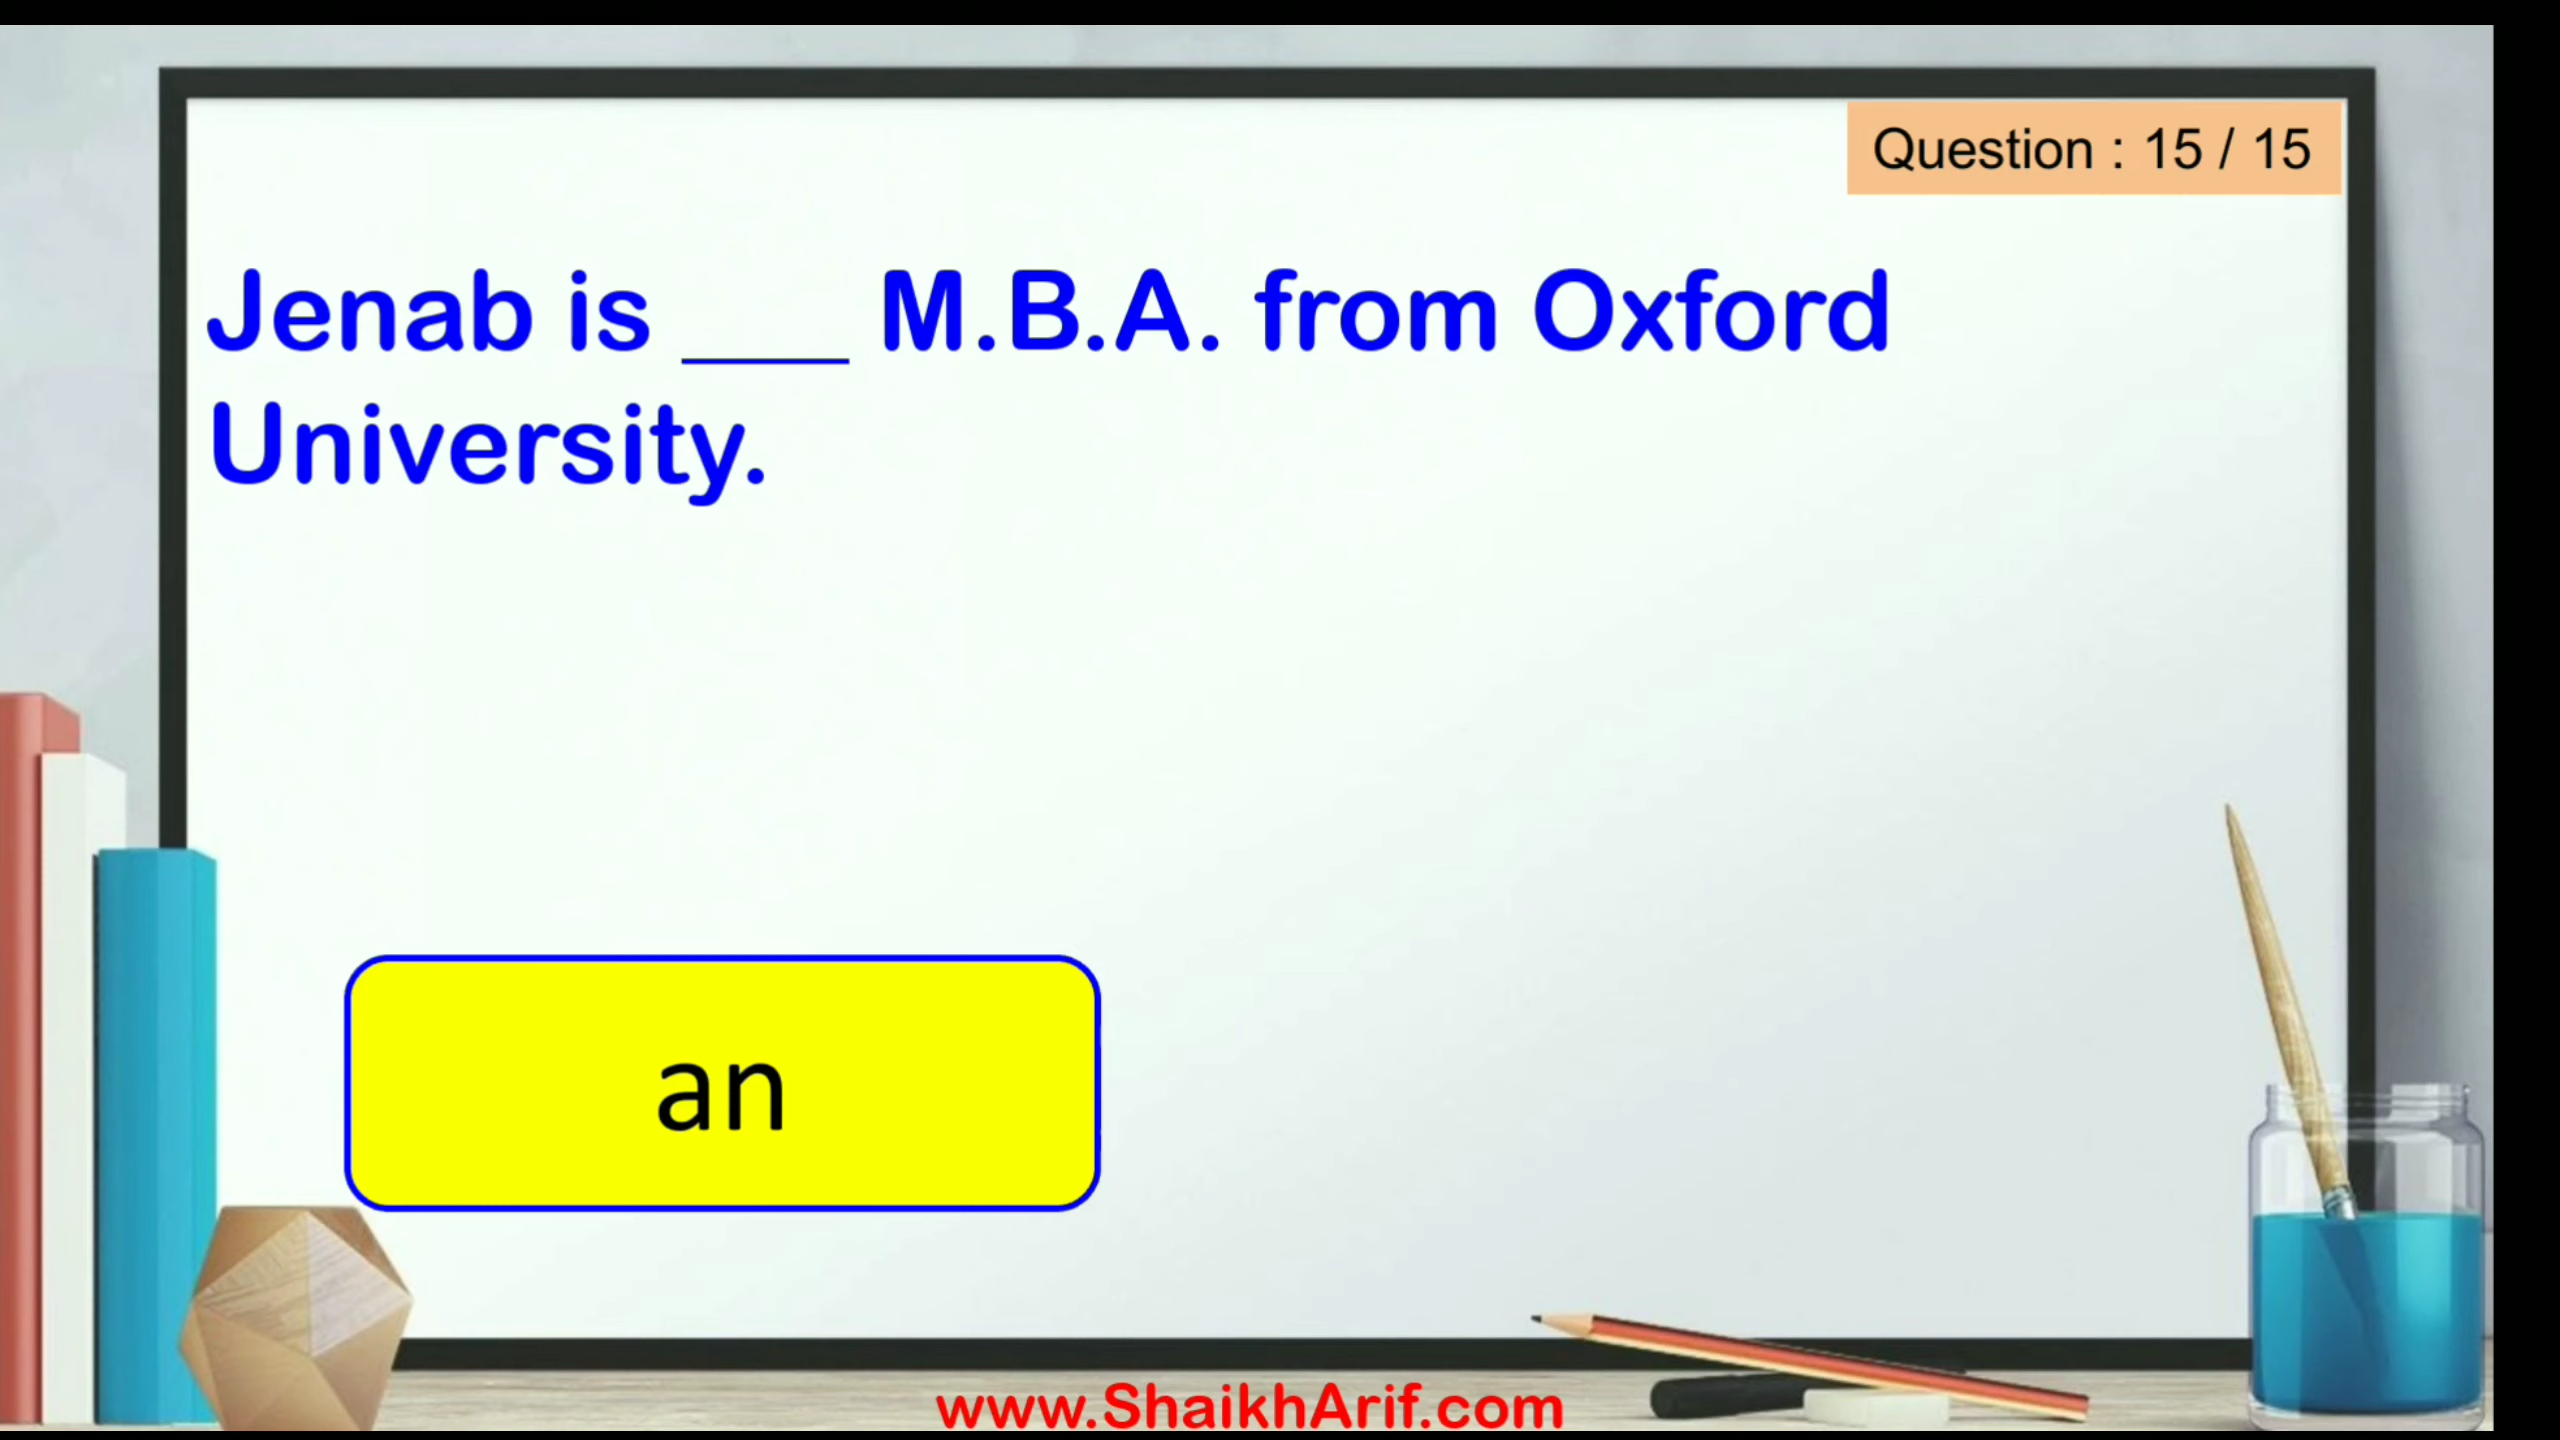 Question : 15 / 15
Jenab is ___ M.B.A. from Oxford
University.
an
www.ShaikhArif.com